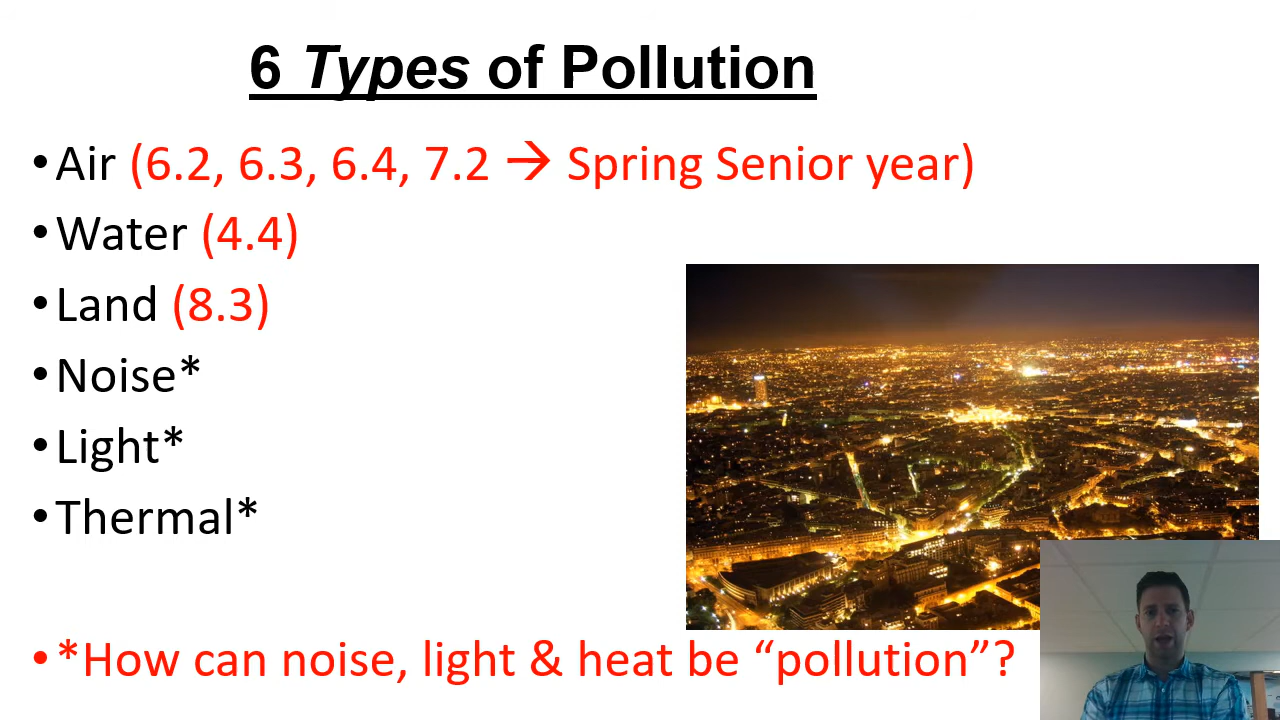 6 Types of Pollution
•Air (6.2, 6.3, 6.4, 7.2 → Spring Senior year)
•Water (4.4)
•Land (8.3)
•Noise*
•Light*
•Thermal*
•*How can noise, light & heat be “pollution”?